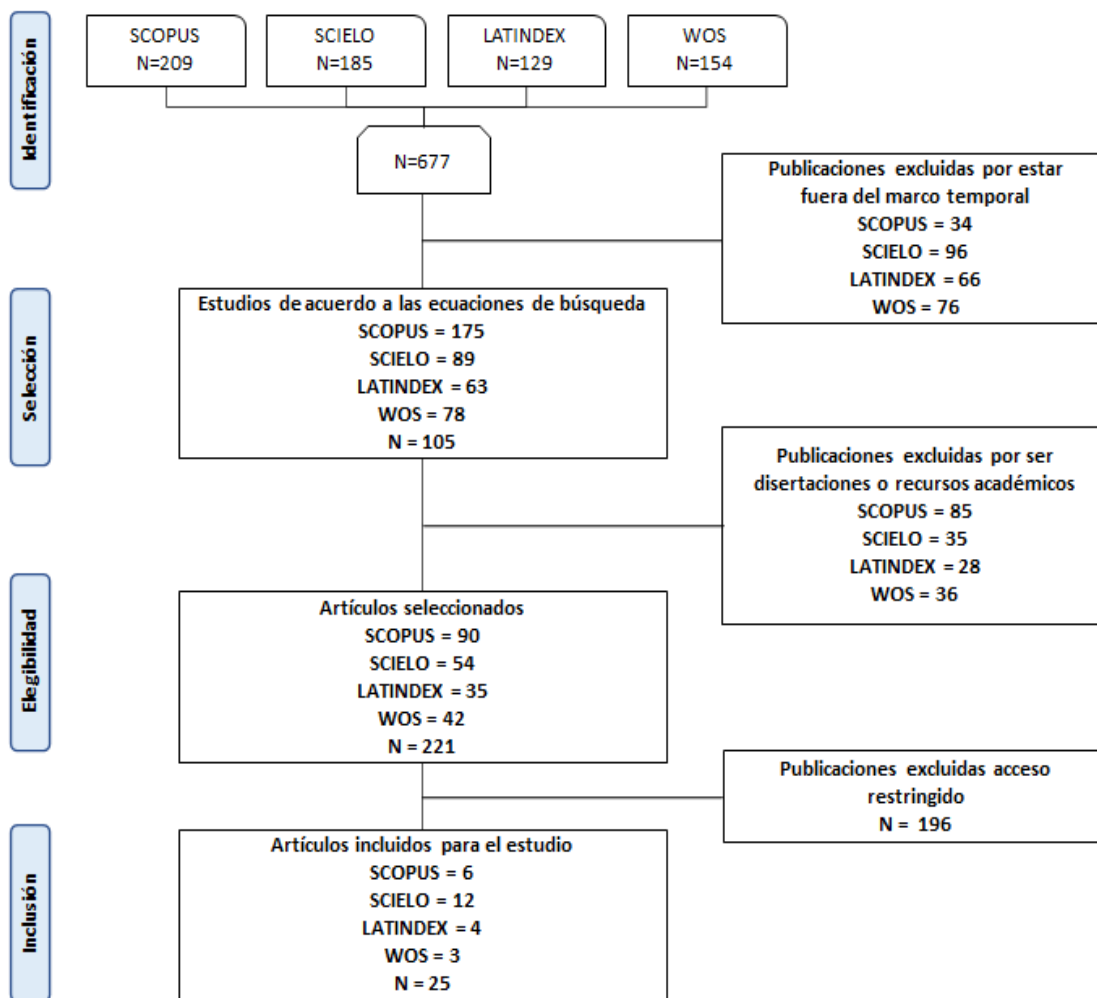 Identificación
SCOPUS
N=209
SCIELO
N=185
LATINDEX
N=129
WOS
N=154
N=677
Publicaciones excluidas por estar
fuera del marco temporal
SCOPUS = 34
SCIELO = 96
LATINDEX = 66
WOS = 76
Selección
Estudios de acuerdo a las ecuaciones de búsqueda
SCOPUS = 175
SCIELO = 89
LATINDEX = 63
WOS = 78
N = 105
Publicaciones excluidas por ser
disertaciones o recursos académicos
SCOPUS = 85
SCIELO = 35
LATINDEX = 28
WOS = 36
Elegibilidad
Artículos seleccionados
SCOPUS = 90
SCIELO = 54
LATINDEX = 35
WOS = 42
N = 221
Publicaciones excluidas acceso
restringido
N = 196
Inclusión
Artículos incluidos para el estudio
SCOPUS = 6
SCIELO = 12
LATINDEX = 4
WOS = 3
N = 25